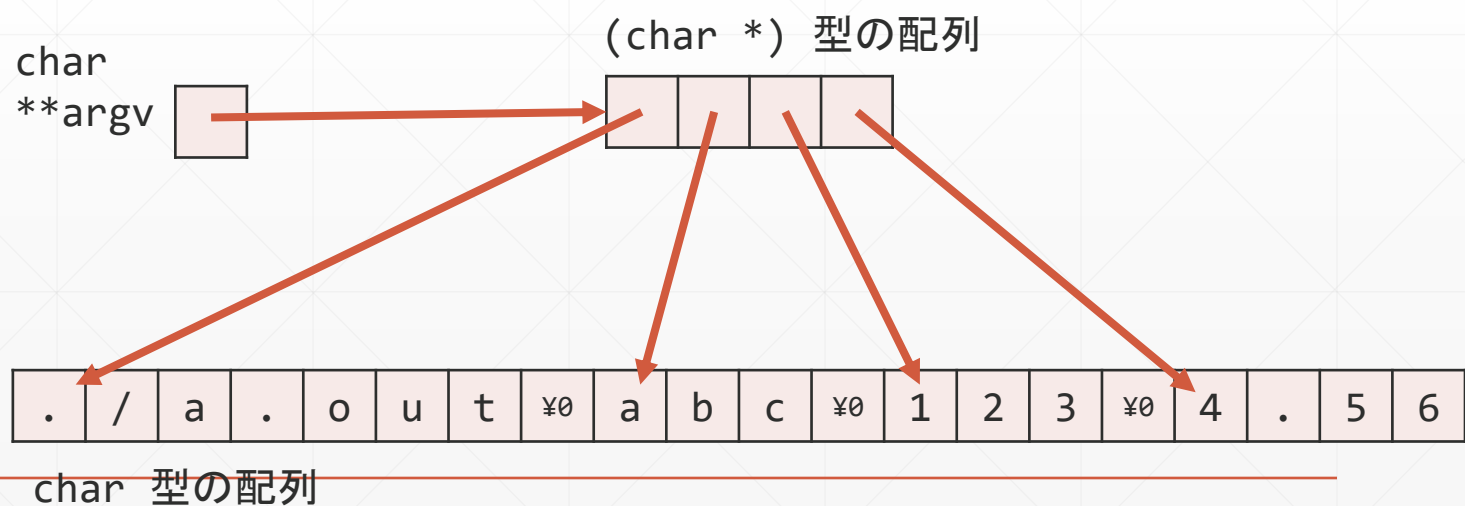 (char *) 型の配列
char
**argv
. / a . o u t ¥0 a b c ¥0 1 2 3 ¥0 4 . 5 6
char 型の配列